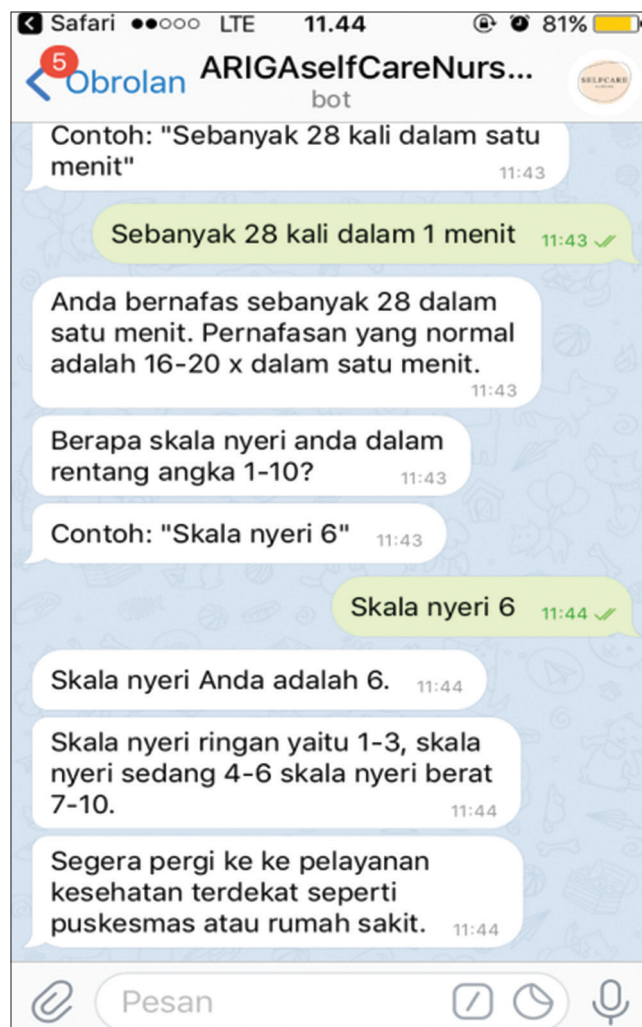 Safari LTE 11.44 81%
5
Obrolan ARIGAselfCareNurs...
bot
SELFCARE
Contoh: "Sebanyak 28 kali dalam satu
menit" 11:43
Sebanyak 28 kali dalam 1 menit 11:43
Anda bernafas sebanyak 28 dalam
satu menit. Pernafasan yang normal
adalah 16-20 x dalam satu menit.
11:43
Berapa skala nyeri anda dalam
rentang angka 1-10? 11:43
Contoh: "Skala nyeri 6" 11:43
Skala nyeri 6 11:44
Skala nyeri Anda adalah 6. 11:44
Skala nyeri ringan yaitu 1-3, skala
nyeri sedang 4-6 skala nyeri berat
7-10. 11:44
Segera pergi ke ke pelayanan
kesehatan terdekat seperti
puskesmas atau rumah sakit. 11:44
Pesan